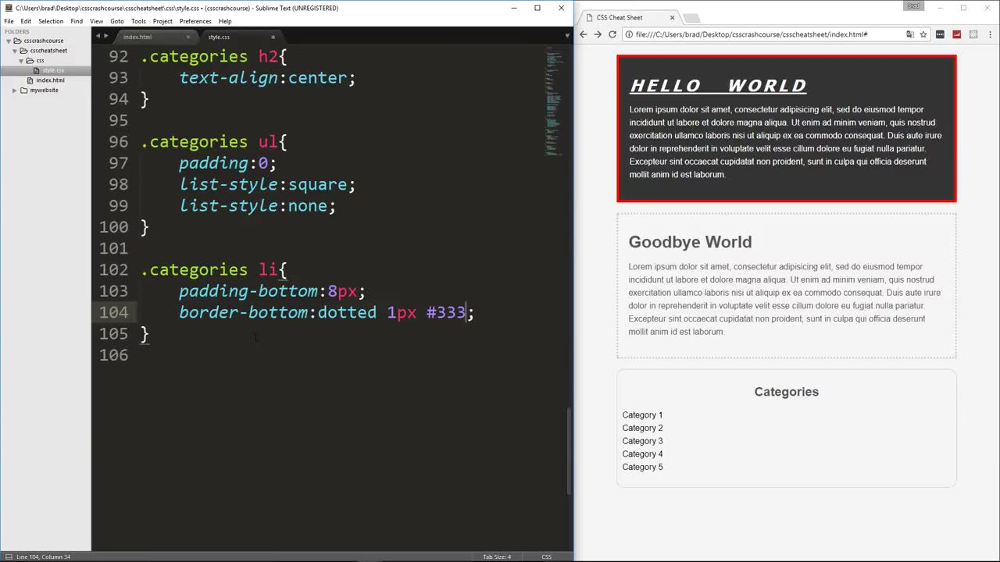 C:\Users\brad\Desktop\csscrashcourse\csscheatsheet\css\style.css • (csscrashcourse) - Sublime Text (UNREGISTERED)
File Edit Selection Find View Goto Tools Project Preferences Help
FOLDERS
csscrashcourse
csscheatsheet
css
style.css
index.html
mywebsite
index.html
style.css
92 .categories h2{
93 text-align:center;
94 }
95
96 .categories ul{
97 padding:0;
98 list-style:square;
99 list-style:none;
100 }
101
102 .categories li{
103 padding-bottom:8px;
104 border-bottom:dotted 1px #333;
105 }
106
Line 104, Column 34
Tab Size: 4
CSS
Brad
CSS Cheat Sheet
file:///C:/Users/brad/Desktop/csscrashcourse/csscheatsheet/index.html#
HELLO WORLD
Lorem ipsum dolor sit amet, consectetur adipisicing elit, sed do eiusmod tempor
incididunt ut labore et dolore magna aliqua. Ut enim ad minim veniam, quis nostrud
exercitation ullamco laboris nisi ut aliquip ex ea commodo consequat. Duis aute irure
dolor in reprehenderit in voluptate velit esse cillum dolore eu fugiat nulla pariatur.
Excepteur sint occaecat cupidatat non proident, sunt in culpa qui officia deserunt
mollit anim id est laborum.
Goodbye World
Lorem ipsum dolor sit amet, consectetur adipisicing elit, sed do eiusmod tempor
incididunt ut labore et dolore magna aliqua. Ut enim ad minim veniam, quis nostrud
exercitation ullamco laboris nisi ut aliquip ex ea commodo consequat. Duis aute irure
dolor in reprehenderit in voluptate velit esse cillum dolore eu fugiat nulla pariatur.
Excepteur sint occaecat cupidatat non proident, sunt in culpa qui officia deserunt
mollit anim id est laborum.
Categories
Category 1
Category 2
Category 3
Category 4
Category 5